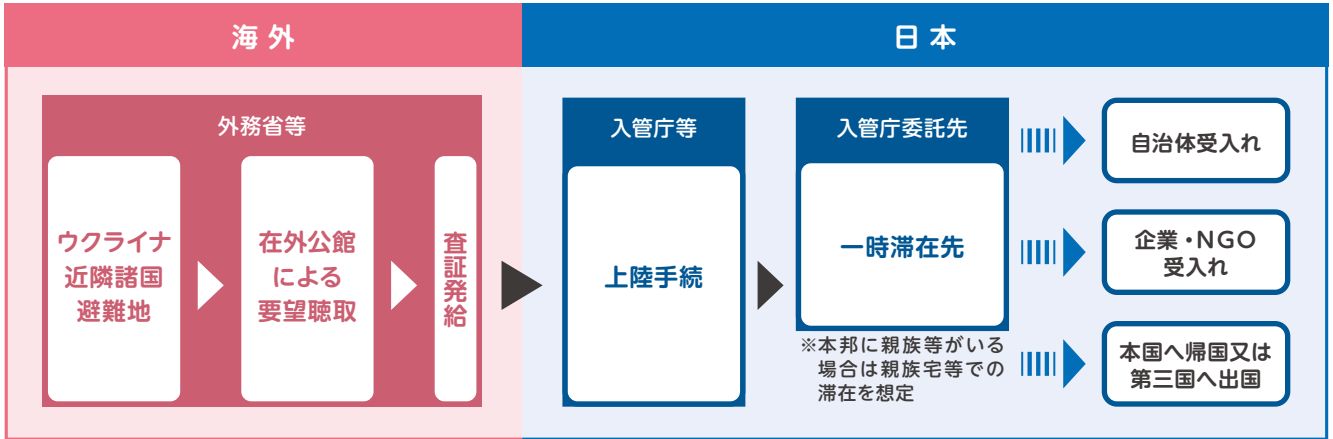 海外
日本
外務省等
ウクライナ
近隣諸国
避難地
在外公館
による
要望聴取
査証発給
入管庁等
上陸手続
入管庁委託先
一時滞在先
※本邦に親族等がいる
場合は親族宅等での
滞在を想定
自治体受入れ
企業・NGO
受入れ
本国へ帰国又は
第三国へ出国